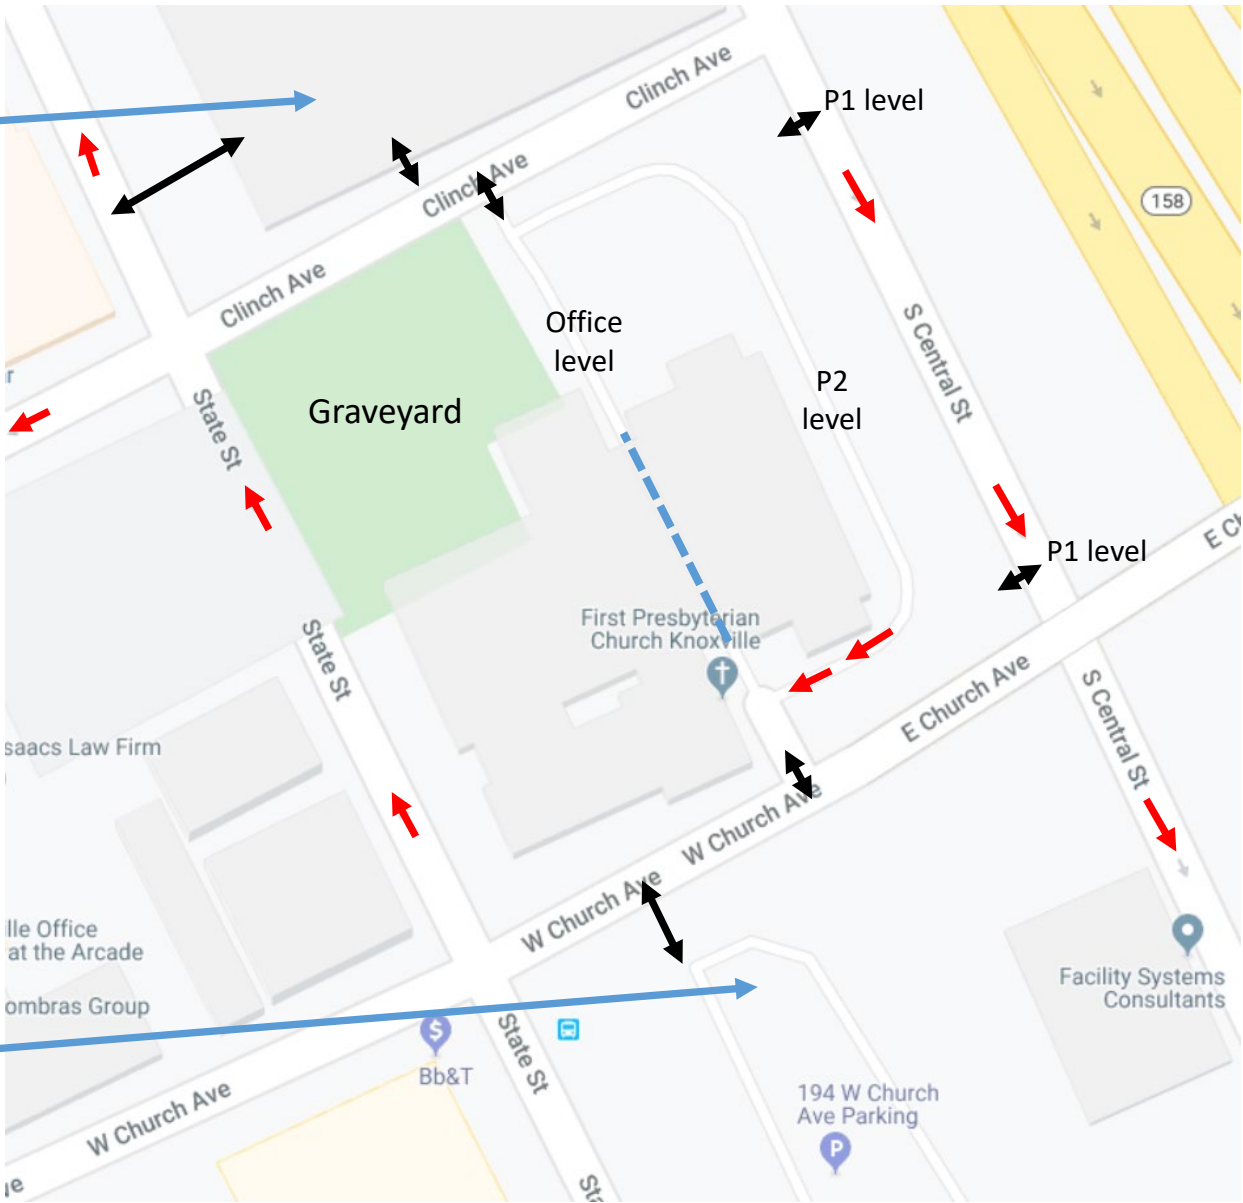 Clinch Ave
P1 level
158
Clinch Ave
Clinch Ave
Office
level
S Central St
P2
level
State St
Graveyard
P1 level
E Ch
First Presbyterian
Church Knoxville
State St
E Church Ave
S Central St
saacs Law Firm
W Church Ave
W Church Ave
lle Office
at the Arcade
Facility Systems
Consultants
ombras Group
State St
$
Bb&T
194 W Church
Ave Parking
P
W Church Ave
Sta